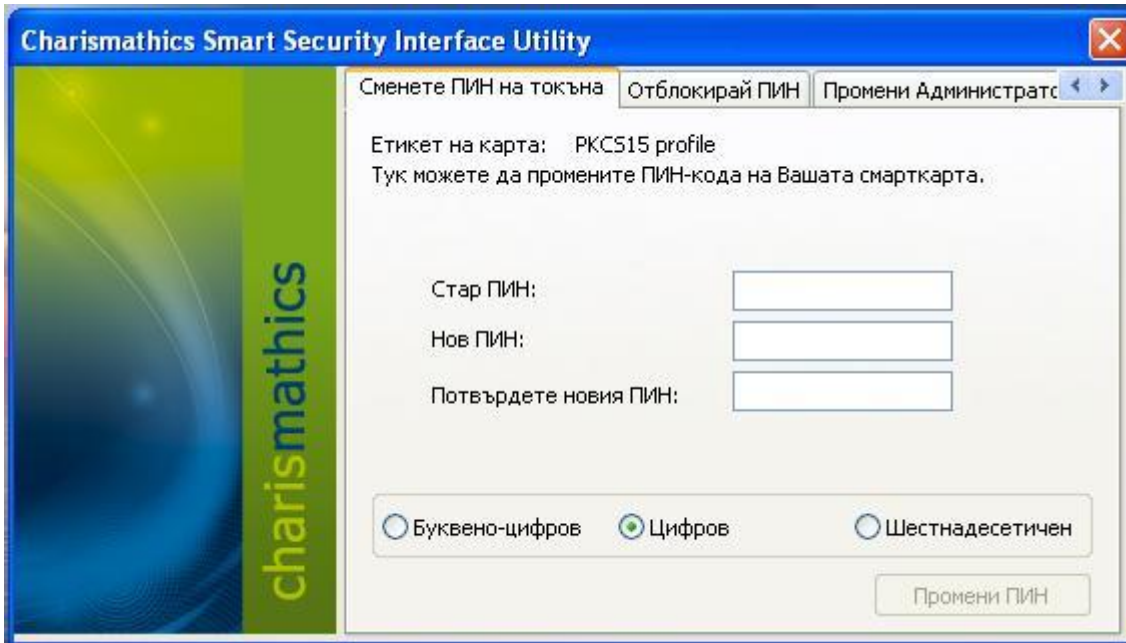 Charismathics Smart Security Interface Utility
Сменете ПИН на токъна
Отблокирай ПИН
Промени Администратс
Етикет на карта: PKCS15 profile
Тук можете да промените ПИН-кода на Вашата смарткарта.
Стар ПИН:
Нов ПИН:
Потвърдете новия ПИН:
Буквено-цифров
Цифров
Шестнадесетичен
Промени ПИН
charismathics